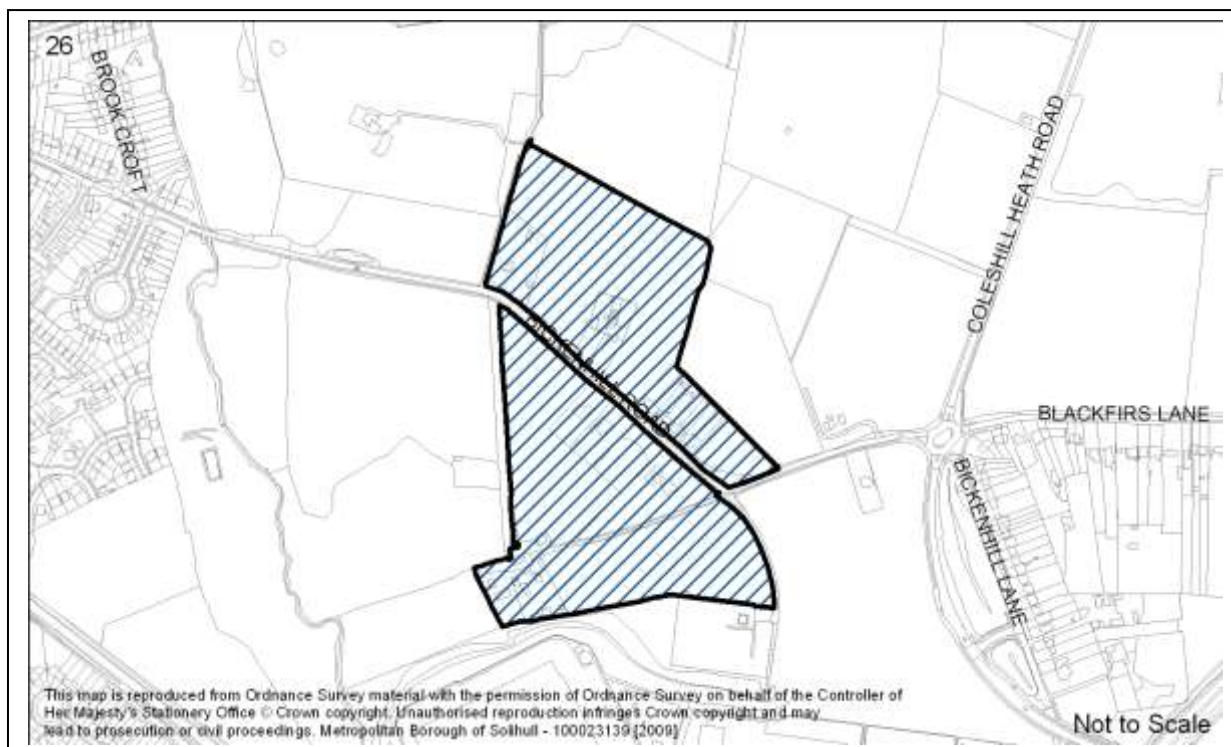 26
BROOK CROFT
COLESHILL HEATH ROAD
BICKENHILL ROAD
BLACKFIRS LANE
BICKENHILL LANE
This map is reproduced from Ordnance Survey material with the permission of Ordnance Survey on behalf of the Controller of
Her Majesty's Stationery Office © Crown copyright. Unauthorised reproduction infringes Crown copyright and may
lead to prosecution or civil proceedings. Metropolitan Borough of Solihull - 100023139 [2009]
Not to Scale